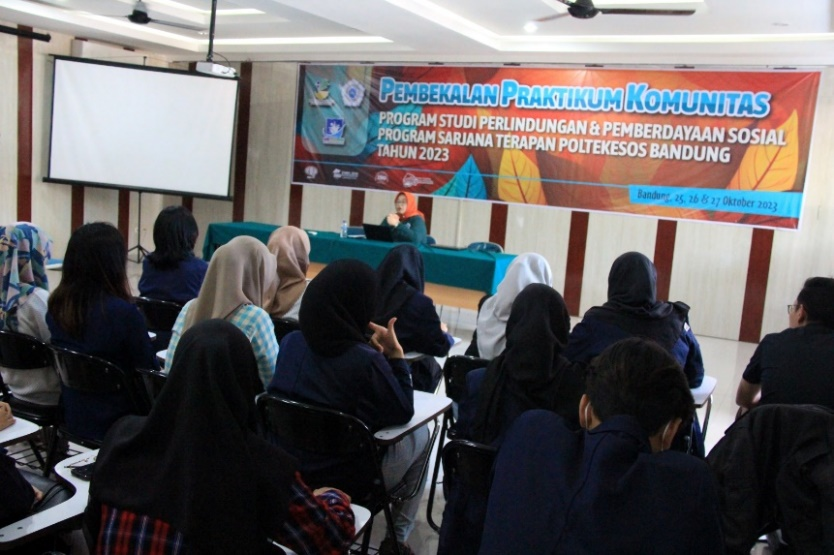 PEMBEKALAN PRAKTIKUM KOMUNITAS
PROGRAM STUDI PERLINDUNGAN & PEMBERDAYAAN SOSIAL
PROGRAM SARJANA TERAPAN POLTEKESOS BANDUNG
TAHUN 2023
Bandung, 25, 26 & 27 Oktober 2023